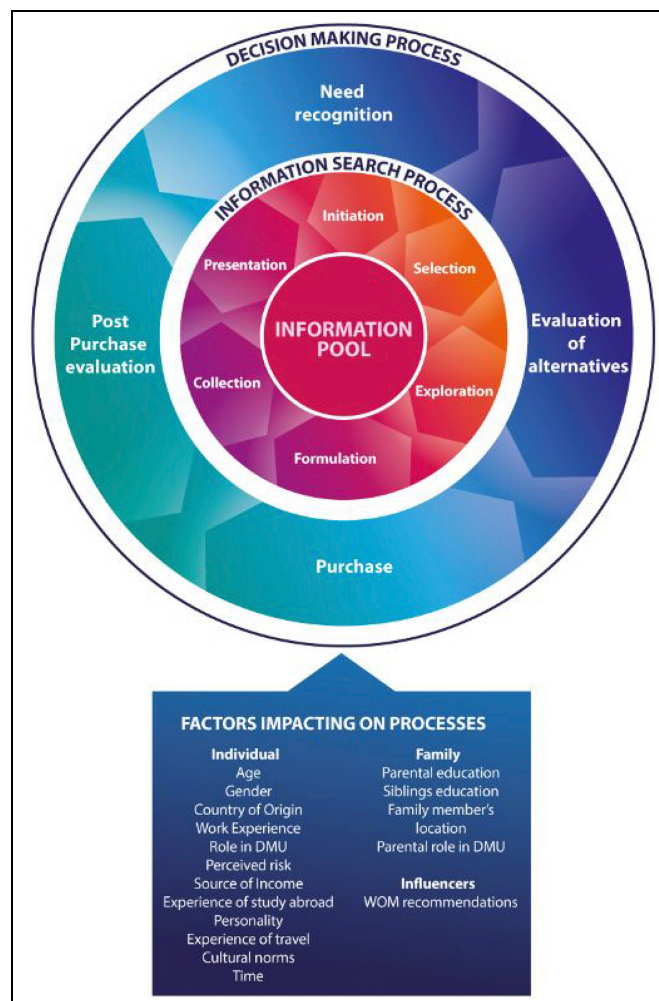 DECISION MAKING PROCESS
Need
recognition
INFORMATION SEARCH PROCESS
Initiation
Presentation
Selection
INFORMATION
POOL
Post
Purchase
evaluation
Evaluation
of
alternatives
Collection
Exploration
Formulation
Purchase
FACTORS IMPACTING ON PROCESSES
Individual
Age
Gender
Country of Origin
Work Experience
Role in DMU
Perceived risk
Source of Income
Experience of study abroad
Personality
Experience of travel
Cultural norms
Time
Family
Parental education
Siblings education
Family member's
location
Parental role in DMU
Influencers
WOM recommendations